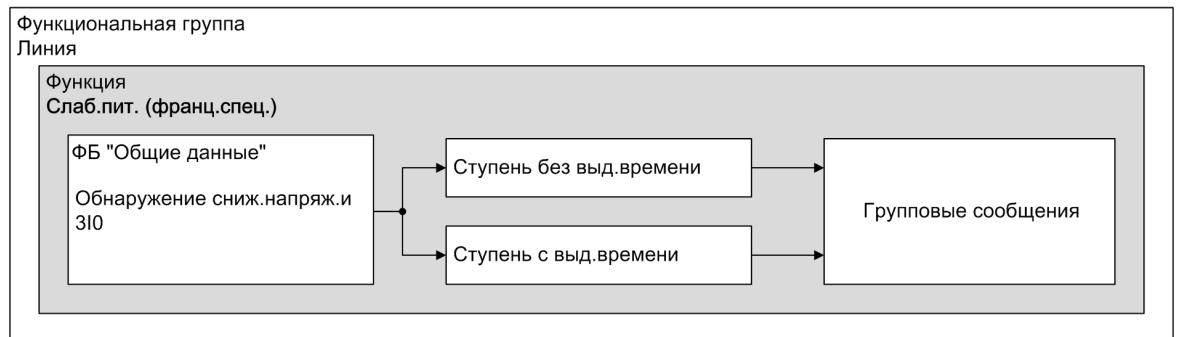 Функциональная группа
Линия
Функция
Слаб.пит. (франц.спец.)
ФБ "Общие данные"
Обнаружение сниж.напряж.и
3I0
Ступень без выд.времени
Ступень с выд.времени
Групповые сообщения